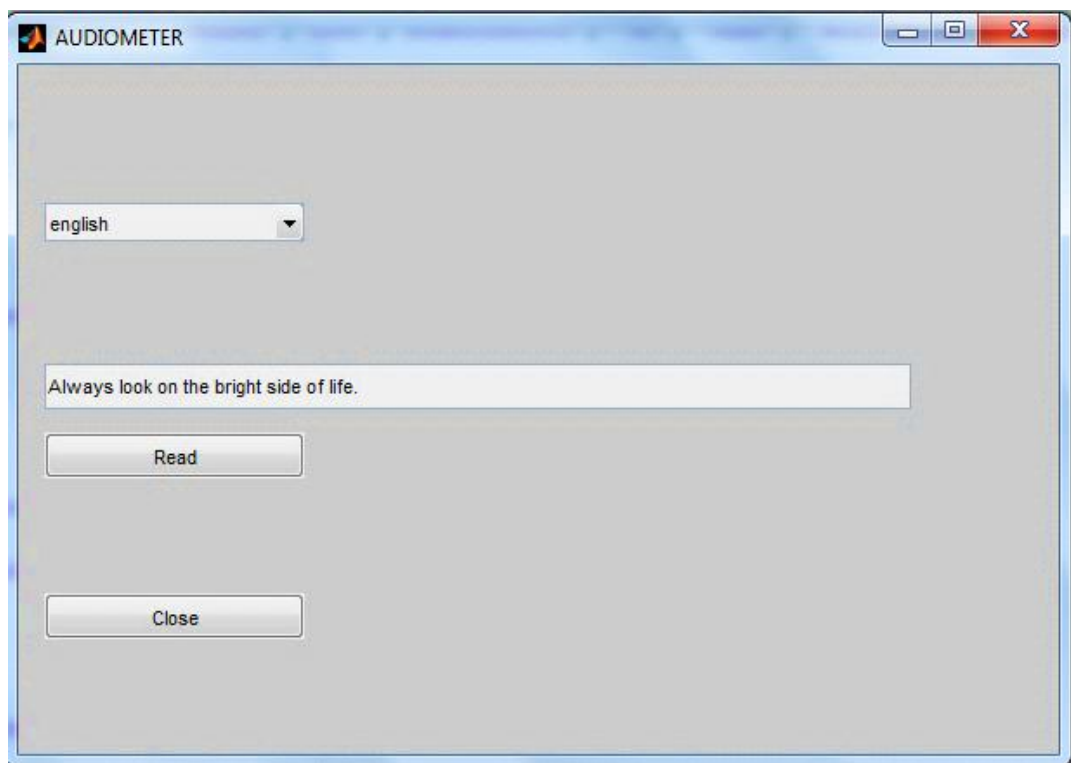 AUDIOMETER
english
Always look on the bright side of life.
Read
Close